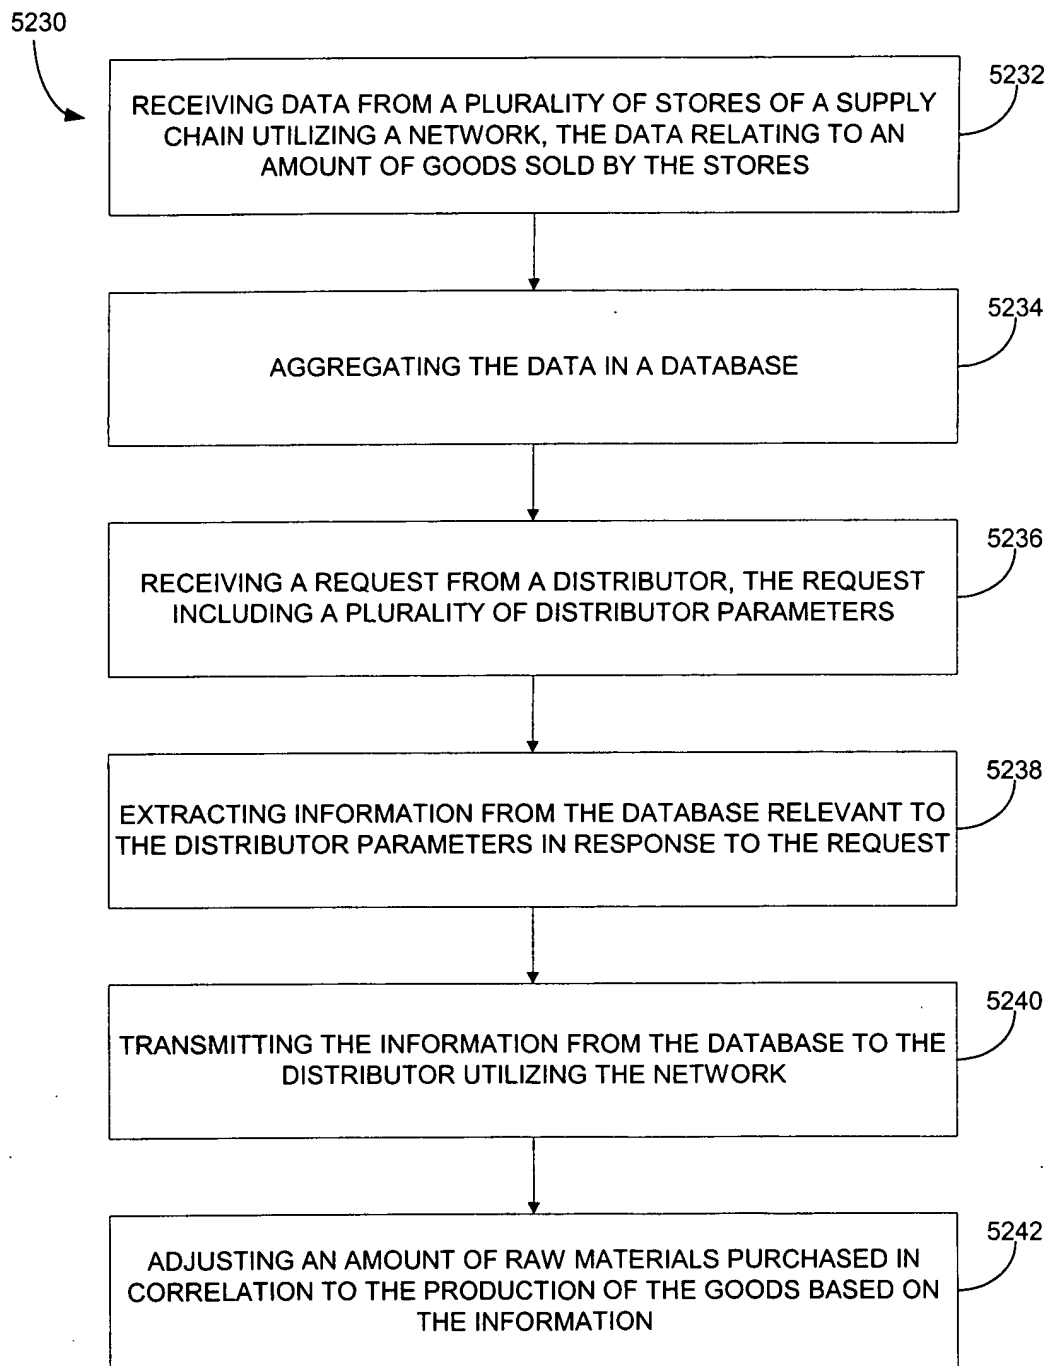 5230
5232
RECEIVING DATA FROM A PLURALITY OF STORES OF A SUPPLY
CHAIN UTILIZING A NETWORK, THE DATA RELATING TO AN
AMOUNT OF GOODS SOLD BY THE STORES
5234
AGGREGATING THE DATA IN A DATABASE
5236
RECEIVING A REQUEST FROM A DISTRIBUTOR, THE REQUEST
INCLUDING A PLURALITY OF DISTRIBUTOR PARAMETERS
5238
EXTRACTING INFORMATION FROM THE DATABASE RELEVANT TO
THE DISTRIBUTOR PARAMETERS IN RESPONSE TO THE REQUEST
5240
TRANSMITTING THE INFORMATION FROM THE DATABASE TO THE
DISTRIBUTOR UTILIZING THE NETWORK
5242
ADJUSTING AN AMOUNT OF RAW MATERIALS PURCHASED IN
CORRELATION TO THE PRODUCTION OF THE GOODS BASED ON
THE INFORMATION